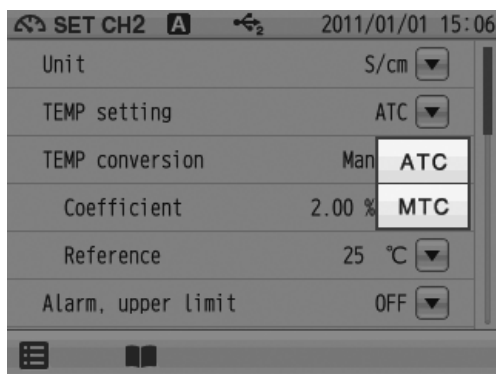 SET CH2 A 2 2011/01/01 15:06
Unit S/cm
TEMP setting ATC
TEMP conversion Man ATC
Coefficient 2.00 % MTC
Reference 25 ℃
Alarm, upper limit OFF